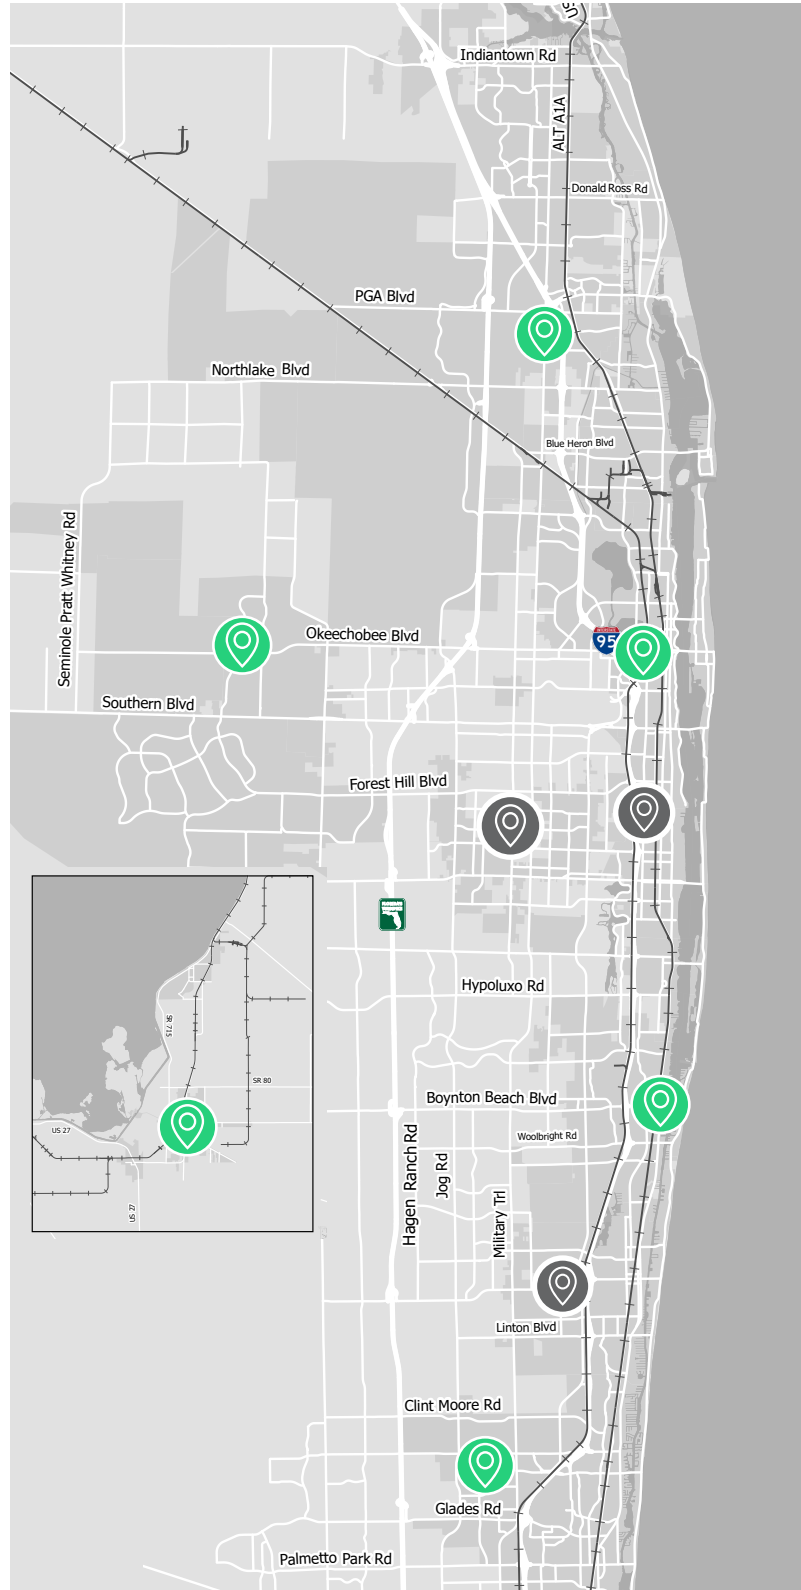 US
Indiantown Rd
ALT A1A
Donald Ross Rd
PGA Blvd
Northlake Blvd
Blue Heron Blvd
Seminole Pratt Whitney Rd
Okeechobee Blvd
95
Southern Blvd
Forest Hill Blvd
Hypoluxo Rd
SR 715
SR 80
Boynton Beach Blvd
US 27
Woolbright Rd
Hagen Ranch Rd
Jog Rd
Military Trl
US 27
Linton Blvd
Clint Moore Rd
Glades Rd
Palmetto Park Rd